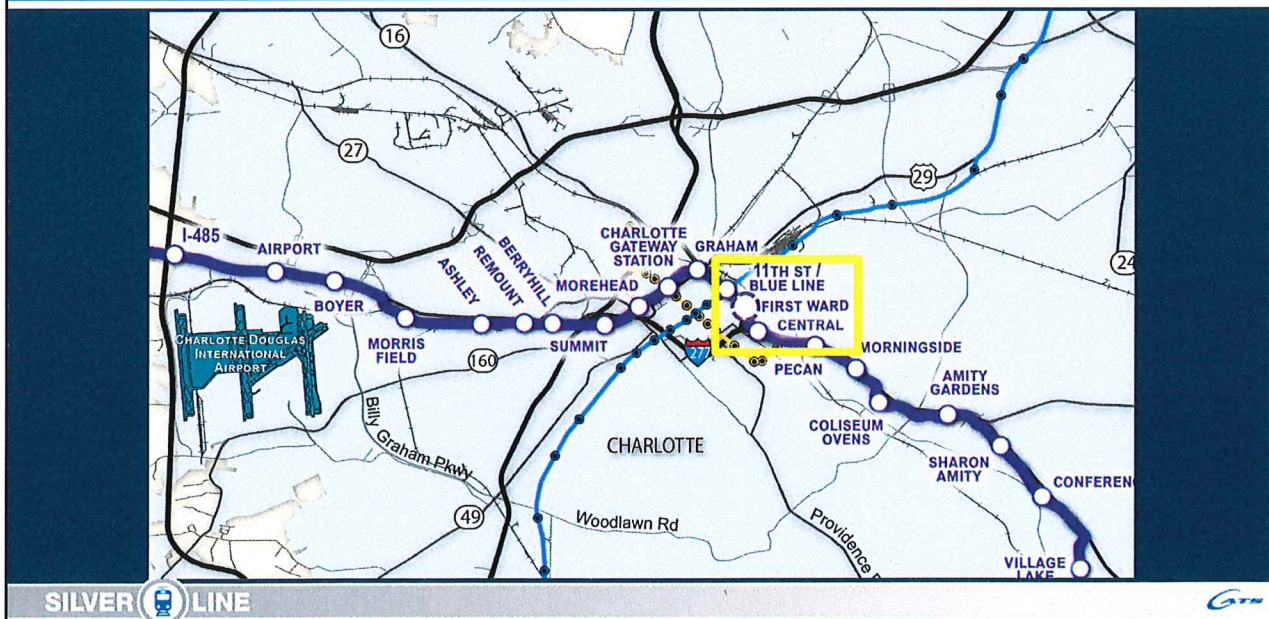 16
27
29
24
I-485
AIRPORT
BOYER
MORRIS
FIELD
ASHLEY
REMOUNT
BERRYHILL
SUMMIT
MOREHEAD
CHARLOTTE
GATEWAY
STATION
GRAHAM
11TH ST /
BLUE LINE
FIRST WARD
CENTRAL
PECAN
MORNINGSIDE
COLISEUM
OVENS
AMITY
GARDENS
SHARON
AMITY
CONFEREN
VILLAGE
LAKE
CHARLOTTE DOUGLAS
INTERNATIONAL
AIRPORT
160
277
CHARLOTTE
Billy Graham Pkwy
49
Woodlawn Rd
Providence
SILVER LINE
CATS